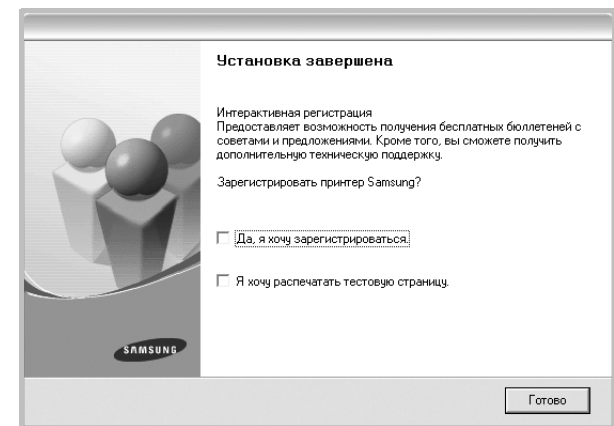 Установка завершена
Интерактивная регистрация
Предоставляет возможность получения бесплатных бюллетеней с
советами и предложениями. Кроме того, вы сможете получить
дополнительную техническую поддержку.
Зарегистрировать принтер Samsung?
Да, я хочу зарегистрироваться.
Я хочу распечатать тестовую страницу.
SAMSUNG
Готово